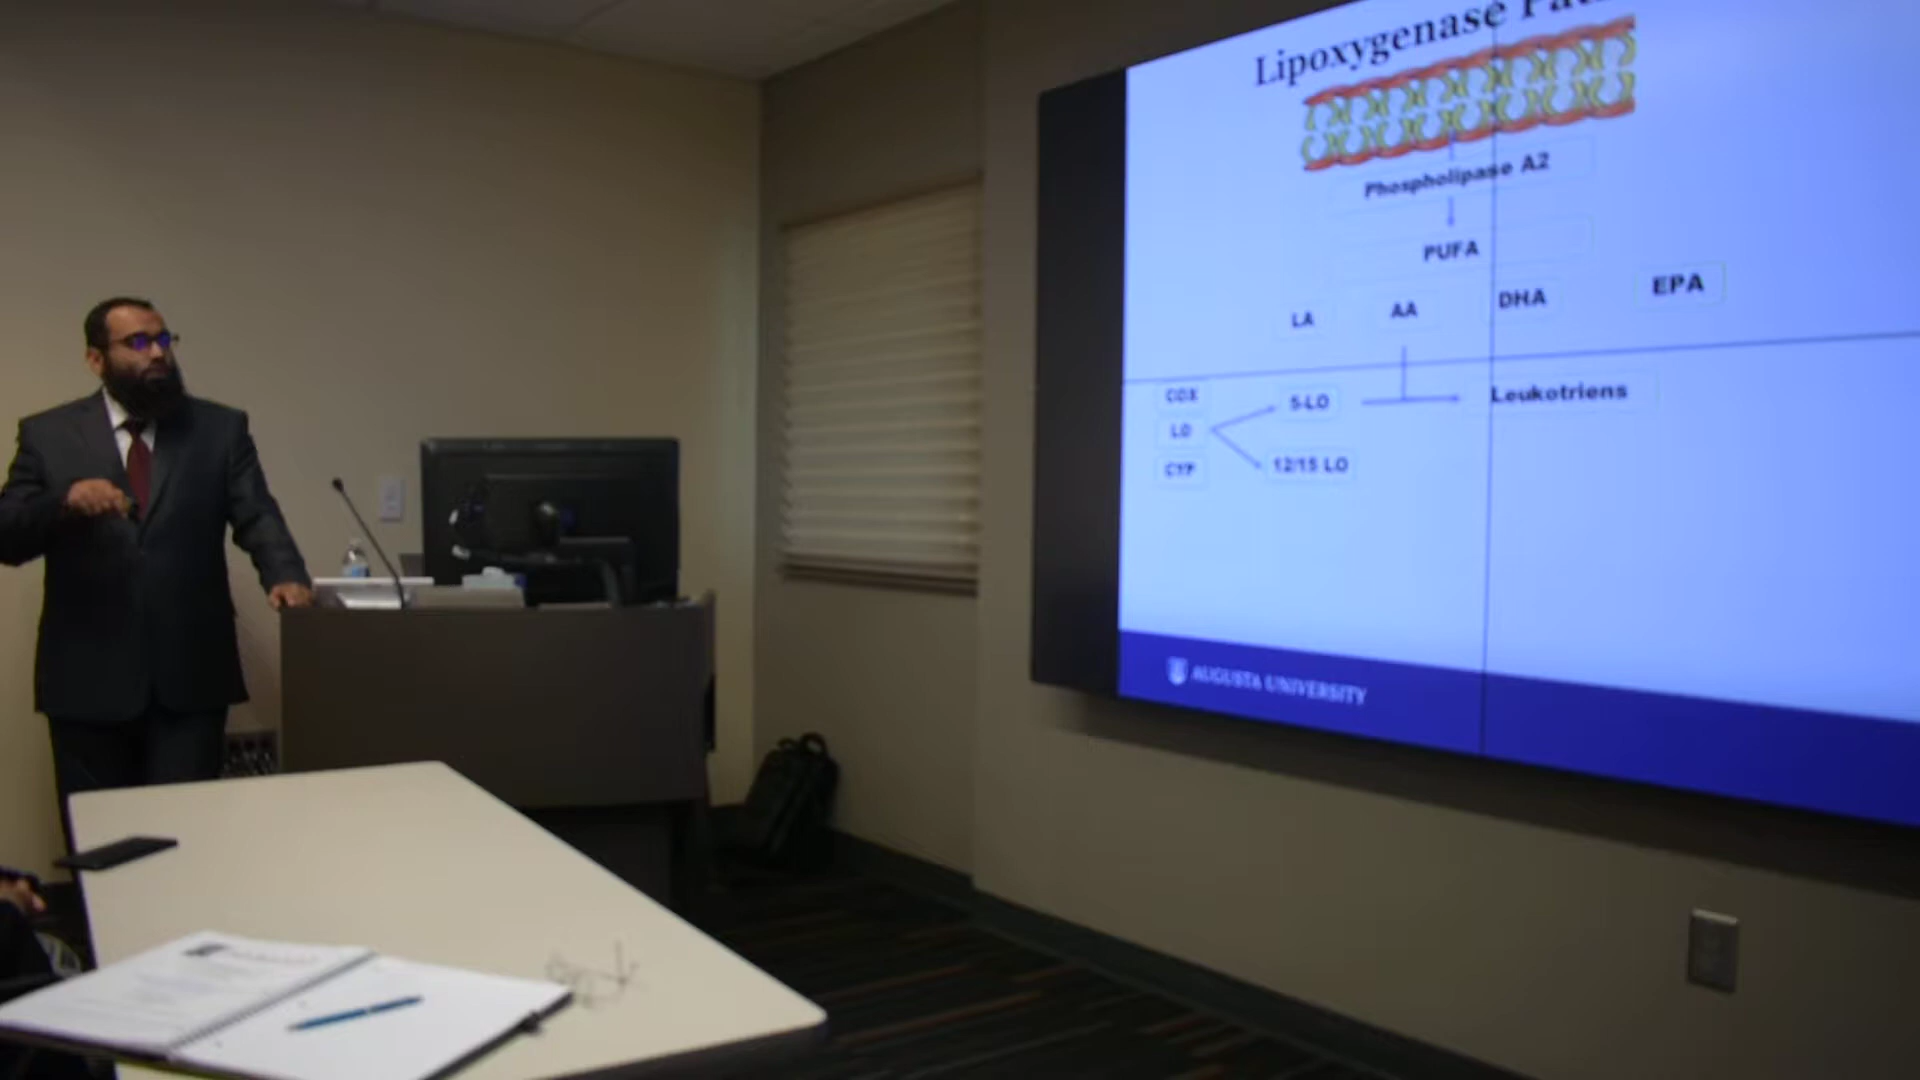 Lipoxygenase
Phospholipase A2
PUFA
LA AA DHA EPA
COX
LO
CYP
5-LO
12/15 LO
Leukotriens
AUGUSTA UNIVERSITY